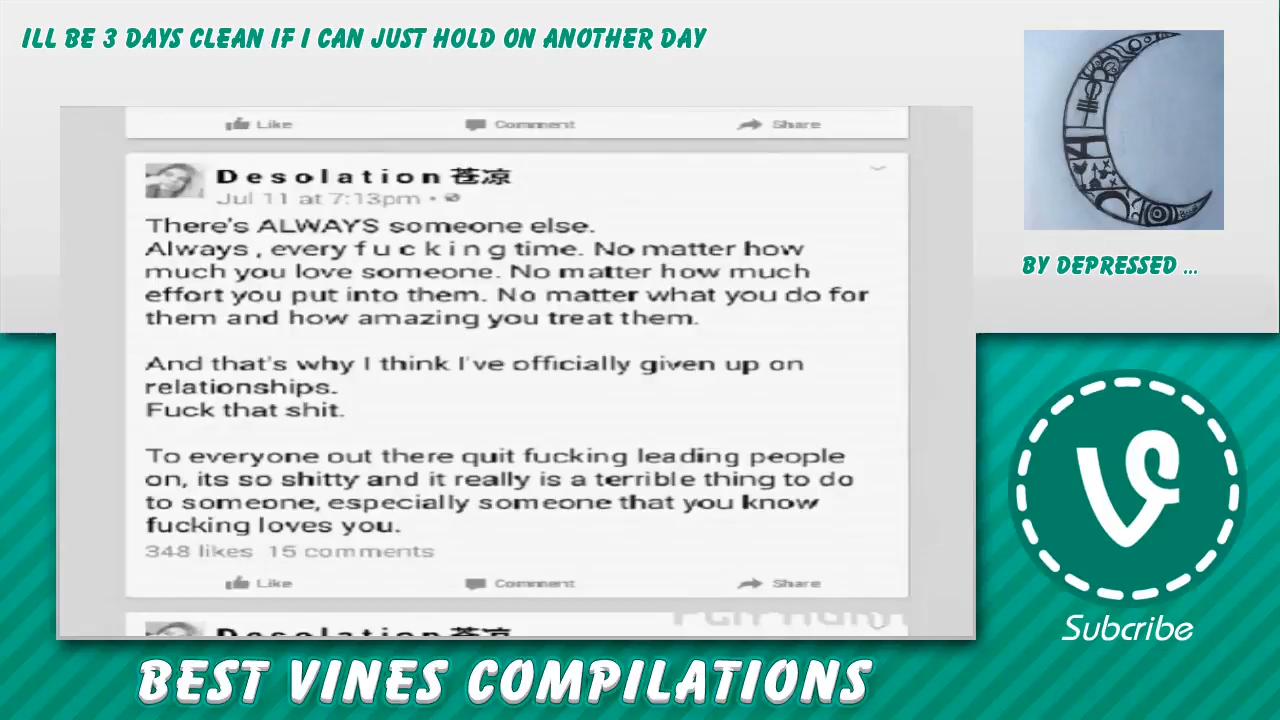 ILL BE 3 DAYS CLEAN IF I CAN JUST HOLD ON ANOTHER DAY
Like Comment Share
Desolation 苍凉
Jul 11 at 7:13pm
There's ALWAYS someone else.
Always , every f u c k i n g time. No matter how
much you love someone. No matter how much
effort you put into them. No matter what you do for
them and how amazing you treat them.
And that's why I think I've officially given up on
relationships.
Fuck that shit.
To everyone out there quit fucking leading people
on, its so shitty and it really is a terrible thing to do
to someone, especially someone that you know
fucking loves you.
348 likes 15 comments
Like Comment Share
Desolation 苍凉
BY DEPRESSED ...
Subcribe
BEST VINES COMPILATIONS